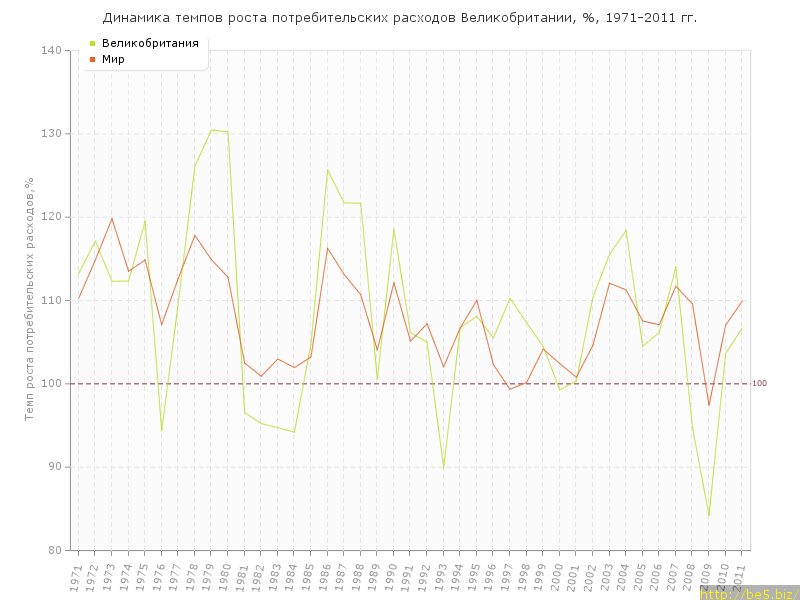 Динамика темпов роста потребительских расходов Великобритании, %, 1971–2011 гг.
Великобритания
Мир
Темп роста потребительских расходов,%
140
130
120
110
100
90
80
100
1971 1972 1973 1974 1975 1976 1977 1978 1979 1980 1981 1982 1983 1984 1985 1986 1987 1988 1989 1990 1991 1992 1993 1994 1995 1996 1997 1998 1999 2000 2001 2002 2003 2004 2005 2006 2007 2008 2009 2010 2011
http://be5.biz/